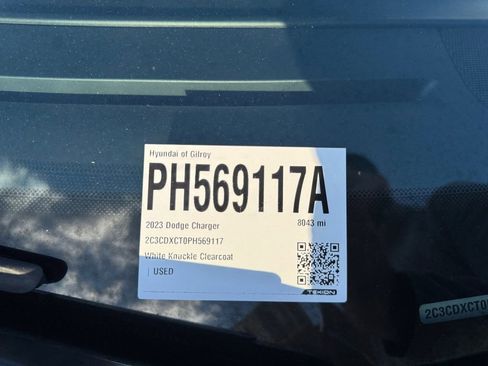 Hyundai of Gilroy
PH569117A
2023 Dodge Charger 8043 mi
2C3CDXCT0PH569117
White Knuckle Clearcoat
| USED
TEKION
2C3CDXCT0